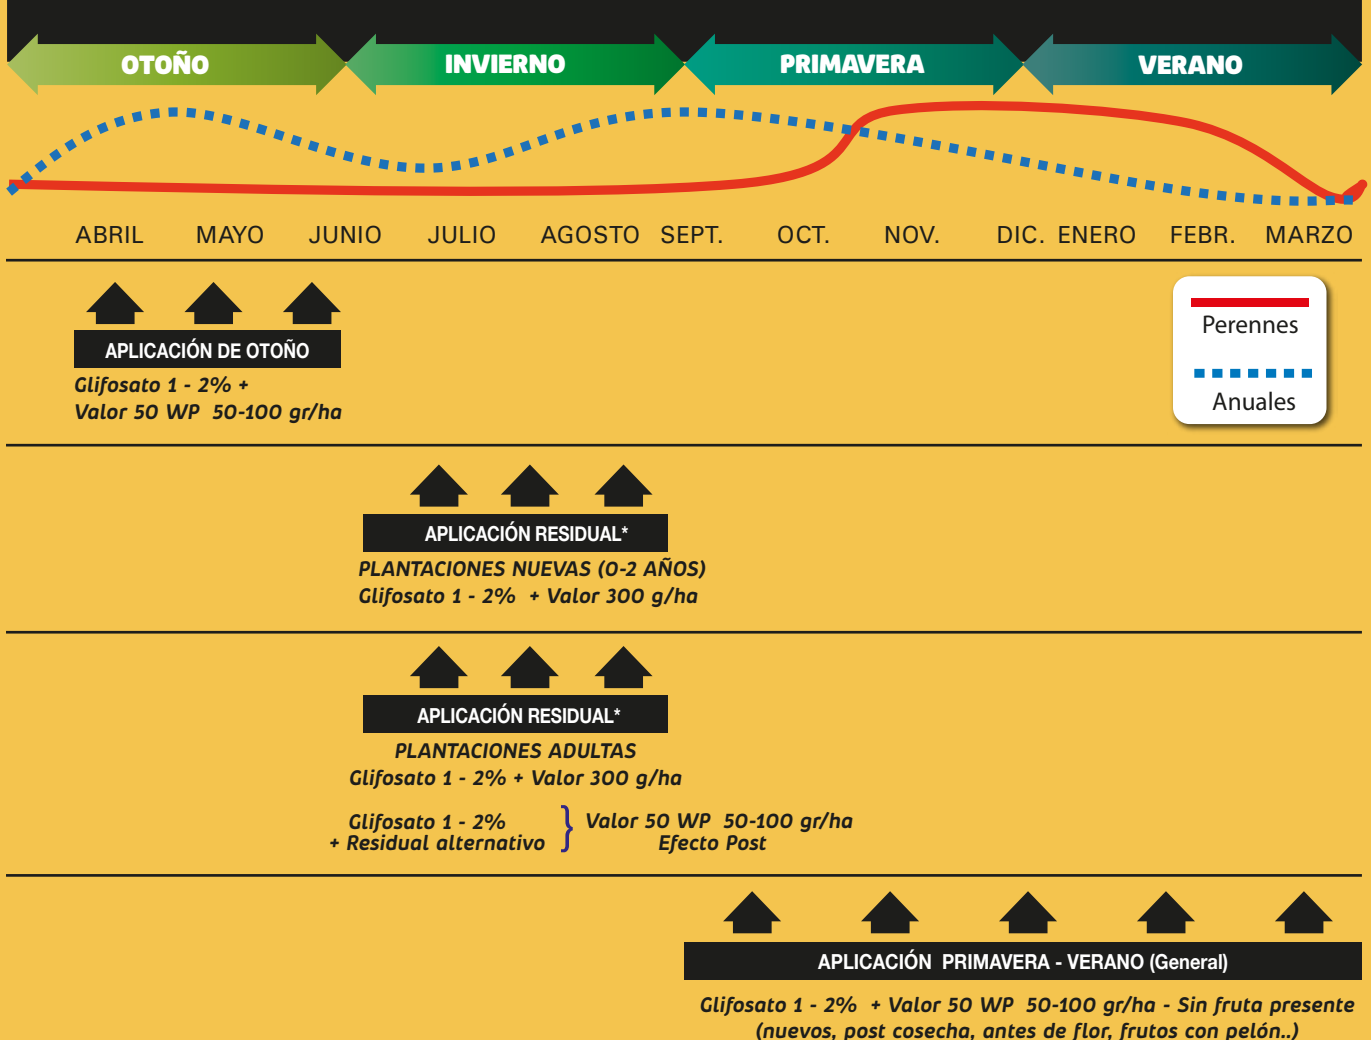 OTOÑO INVIERNO PRIMAVERA VERANO
ABRIL MAYO JUNIO JULIO AGOSTO SEPT. OCT. NOV. DIC. ENERO FEBR. MARZO
Perennes
Anuales
APLICACIÓN DE OTOÑO
Glifosato 1 - 2% +
Valor 50 WP 50-100 gr/ha
APLICACIÓN RESIDUAL*
PLANTACIONES NUEVAS (0-2 AÑOS)
Glifosato 1 - 2% + Valor 300 g/ha
APLICACIÓN RESIDUAL*
PLANTACIONES ADULTAS
Glifosato 1 - 2% + Valor 300 g/ha
Glifosato 1 - 2%
+ Residual alternativo
} Valor 50 WP 50-100 gr/ha
Efecto Post
APLICACIÓN PRIMAVERA - VERANO (General)
Glifosato 1 - 2% + Valor 50 WP 50-100 gr/ha - Sin fruta presente
(nuevos, post cosecha, antes de flor, frutos con pelón..)